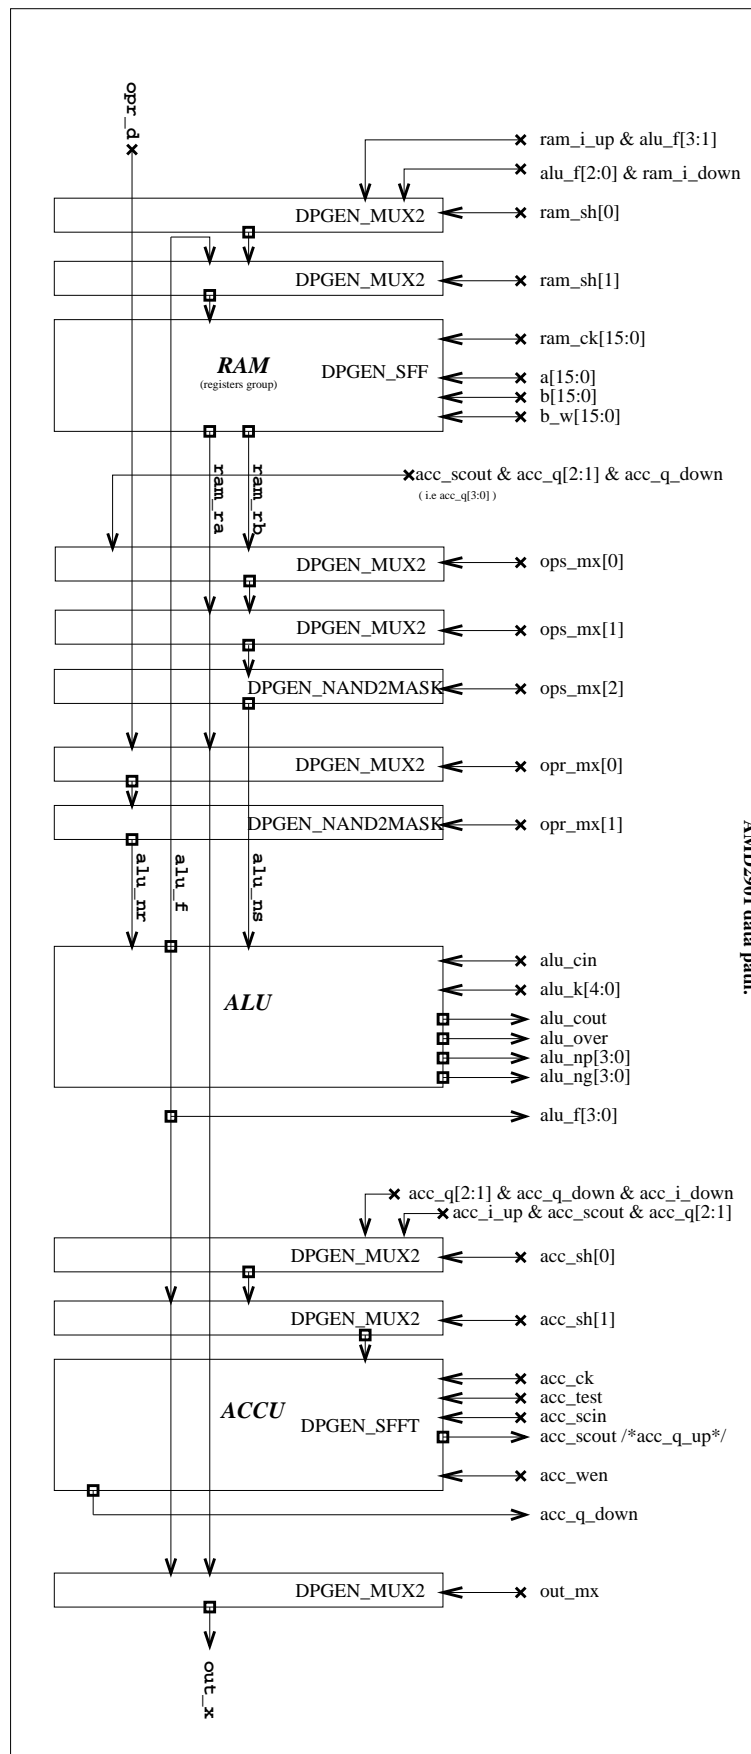 opr_d
ram_i_up & alu_f[3:1]
alu_f[2:0] & ram_i_down
DPGEN_MUX2
ram_sh[0]
DPGEN_MUX2
ram_sh[1]
RAM
(registers group)
DPGEN_SFF
ram_ck[15:0]
a[15:0]
b[15:0]
b_w[15:0]
ram_ra
ram_rb
acc_scout & acc_q[2:1] & acc_q_down
( i.e acc_q[3:0] )
DPGEN_MUX2
ops_mx[0]
DPGEN_MUX2
ops_mx[1]
DPGEN_NAND2MASK
ops_mx[2]
DPGEN_MUX2
opr_mx[0]
DPGEN_NAND2MASK
opr_mx[1]
alu_nr
alu_f
alu_ns
AMD2901 data path.
ALU
alu_cin
alu_k[4:0]
alu_cout
alu_over
alu_np[3:0]
alu_ng[3:0]
alu_f[3:0]
acc_q[2:1] & acc_q_down & acc_i_down
acc_i_up & acc_scout & acc_q[2:1]
DPGEN_MUX2
acc_sh[0]
DPGEN_MUX2
acc_sh[1]
ACCU
DPGEN_SFFT
acc_ck
acc_test
acc_scin
acc_scout /*acc_q_up*/
acc_wen
acc_q_down
DPGEN_MUX2
out_mx
out_x